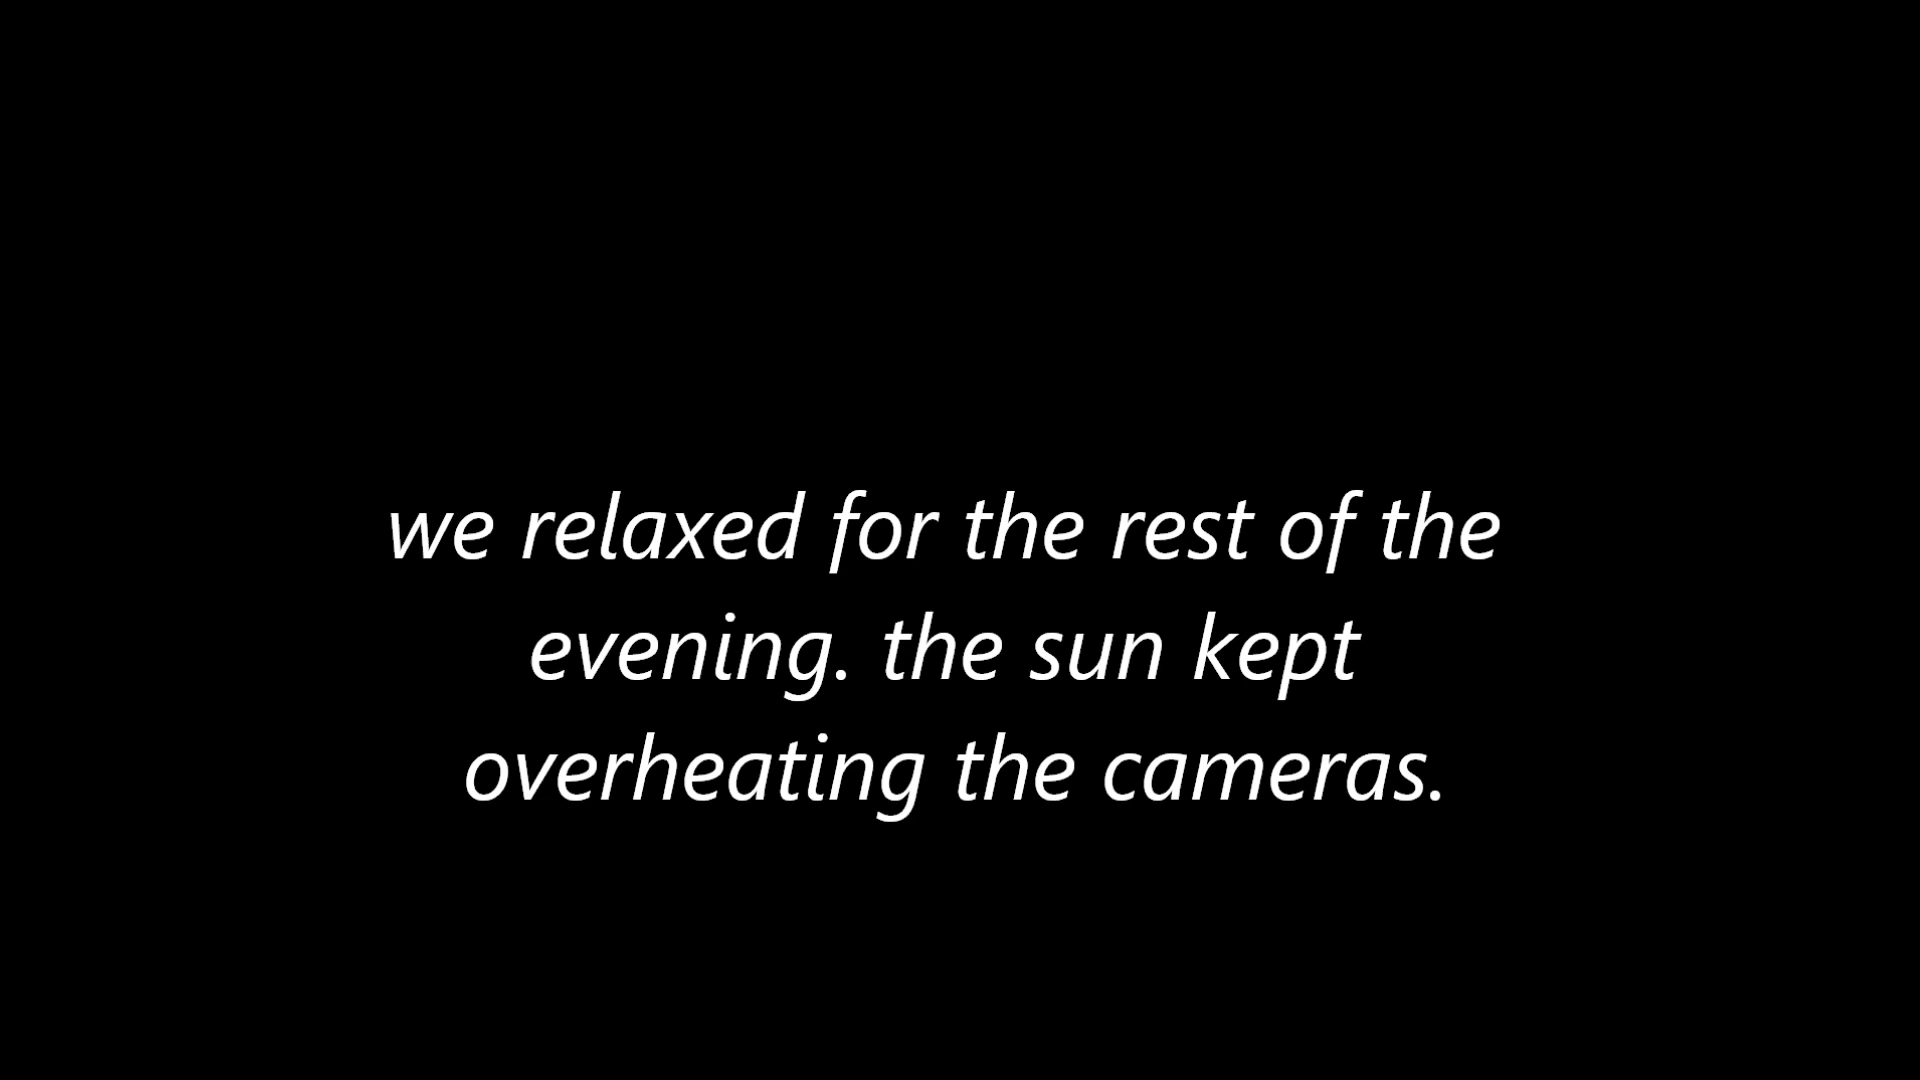 we relaxed for the rest of the
evening. the sun kept
overheating the cameras.